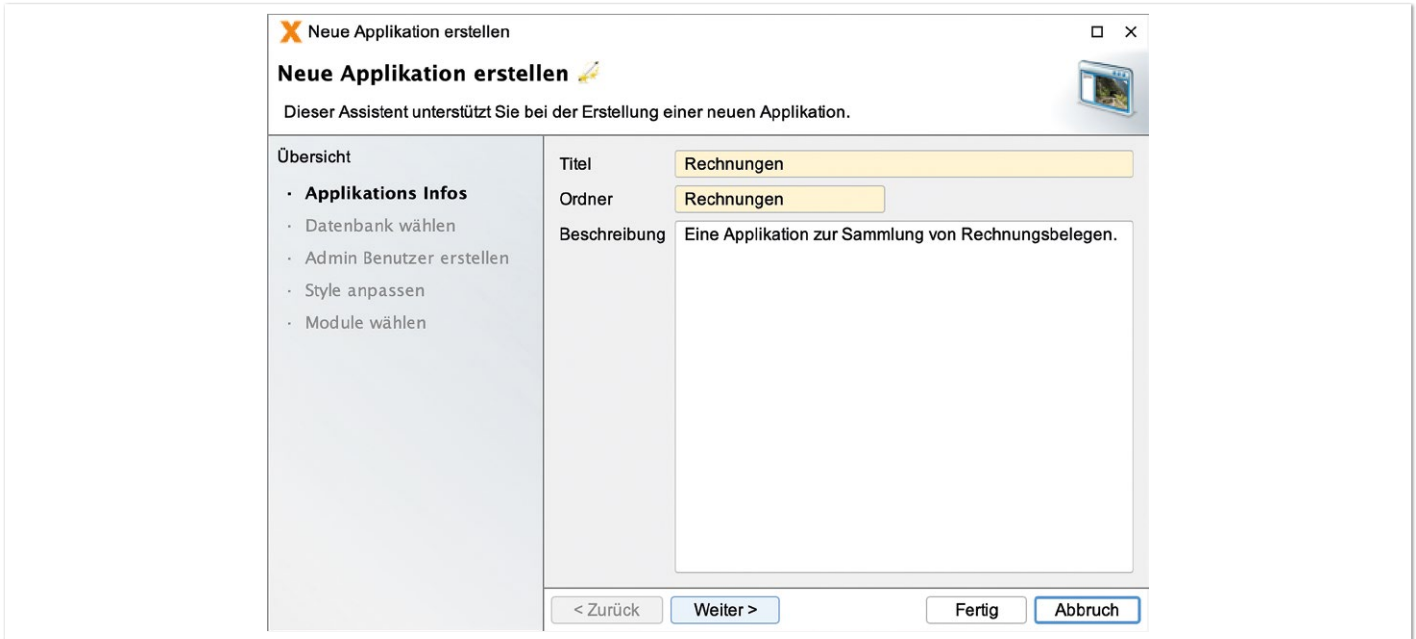 Neue Applikation erstellen
Neue Applikation erstellen
Dieser Assistent unterstützt Sie bei der Erstellung einer neuen Applikation.
Übersicht
· Applikations Infos
· Datenbank wählen
· Admin Benutzer erstellen
· Style anpassen
· Module wählen
Titel Rechnungen
Ordner Rechnungen
Beschreibung Eine Applikation zur Sammlung von Rechnungsbelegen.
< Zurück Weiter > Fertig Abbruch